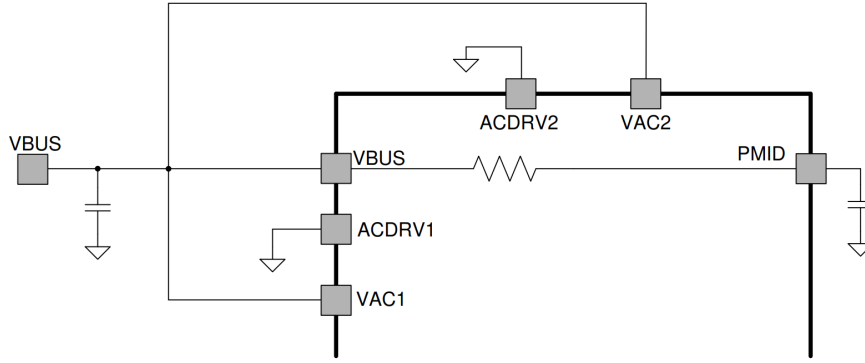 ACDRV2
VAC2
VBUS
VBUS
PMID
ACDRV1
VAC1